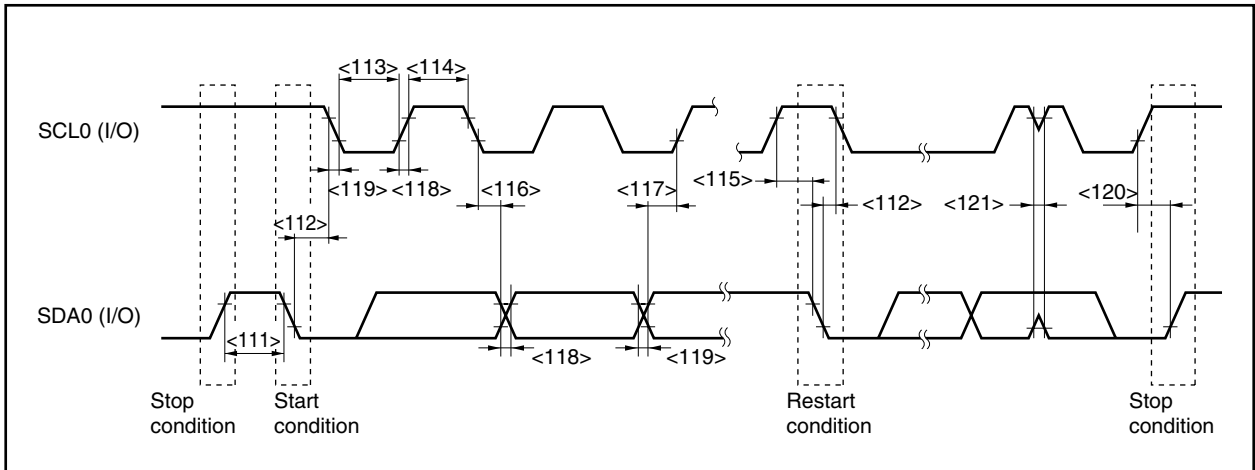 <113> <114>
SCL0 (I/O)
<119> <118> <116> <117> <115> <112> <121> <120>
<112>
SDA0 (I/O)
<111>
<118> <119>
Stop condition
Start condition
Restart condition
Stop condition